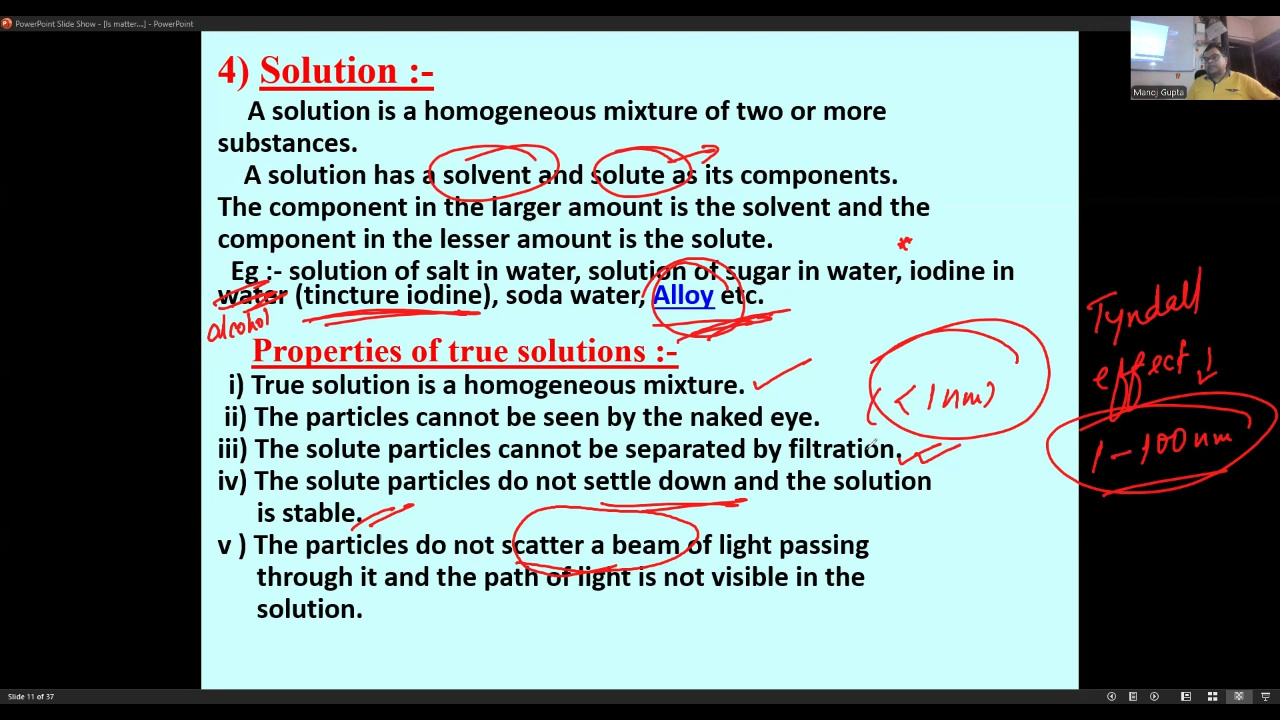 PowerPoint Slide Show - [Is matter...] - PowerPoint
Manoj Gupta
4) Solution :-
A solution is a homogeneous mixture of two or more
substances.
A solution has a solvent and solute as its components.
The component in the larger amount is the solvent and the
component in the lesser amount is the solute.
Eg :- solution of salt in water, solution of sugar in water, iodine in
water (tincture iodine), soda water, Alloy etc.
alcohol
Properties of true solutions :-
i) True solution is a homogeneous mixture.
ii) The particles cannot be seen by the naked eye.
iii) The solute particles cannot be separated by filtration.
iv) The solute particles do not settle down and the solution
is stable.
v ) The particles do not scatter a beam of light passing
through it and the path of light is not visible in the
solution.
(< 1 nm)
Tyndall
effect
1 - 100 nm
Slide 11 of 37